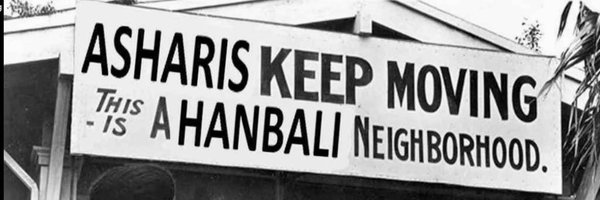 ASHARIS KEEP MOVING
THIS
- IS A HANBALI NEIGHBORHOOD.